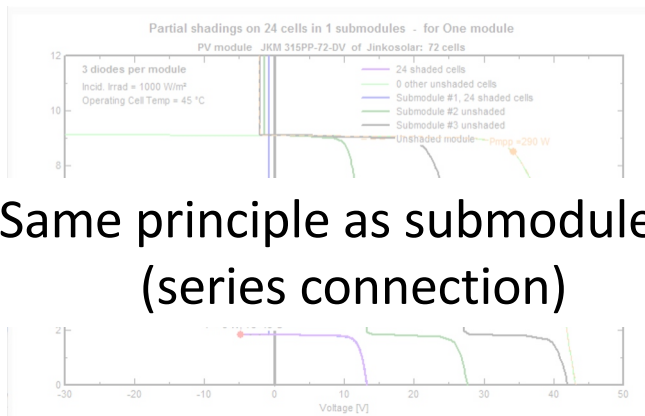 Partial shadings on 24 cells in 1 submodules - for One module
PV module JKM 315PP-72-DV of Jinkosolar: 72 cells
12
3 diodes per module
Incid. Irrad = 1000 W/m²
Operating Cell Temp = 45 °C
24 shaded cells
0 other unshaded cells
Submodule #1, 24 shaded cells
Submodule #2 unshaded
Submodule #3 unshaded
Unshaded module
Pmpp =290 W
10
8
Same principle as submodule
(series connection)
2
0
-30 -20 -10 0 10 20 30 40 50
Voltage [V]